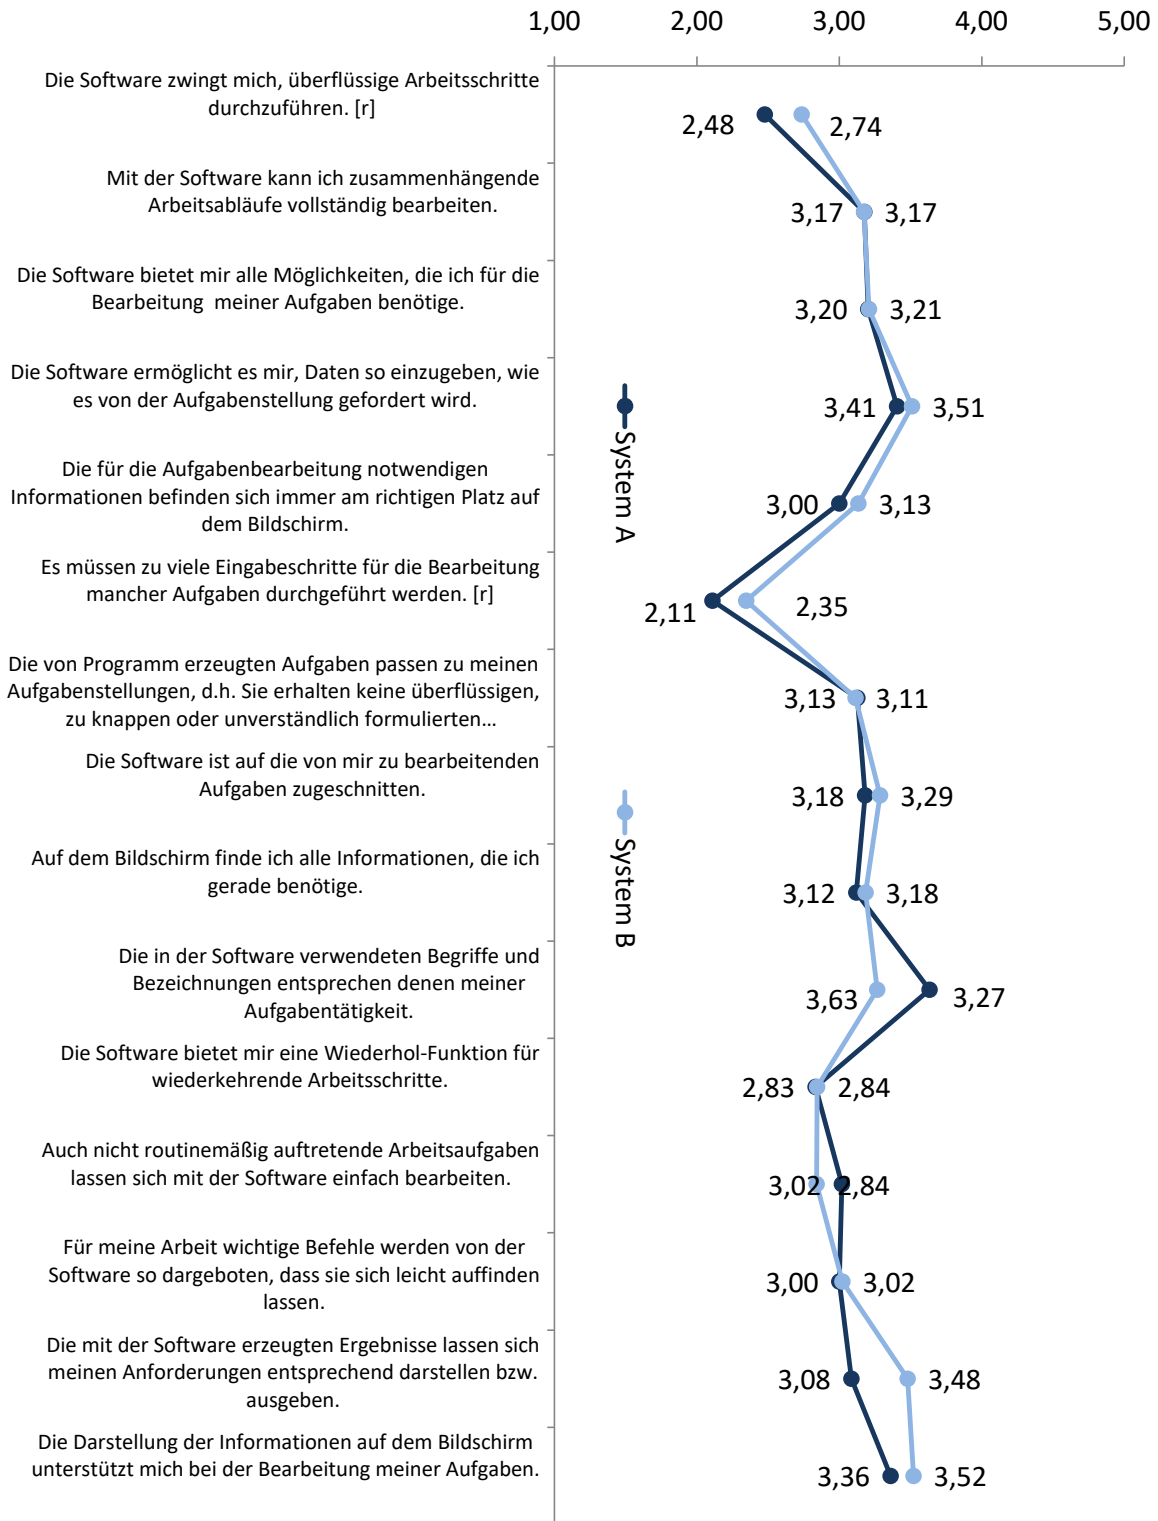 1,00 2,00 3,00 4,00 5,00
Die Software zwingt mich, überflüssige Arbeitsschritte
durchzuführen. [r]
2,48 2,74
Mit der Software kann ich zusammenhängende
Arbeitsabläufe vollständig bearbeiten.
3,17 3,17
Die Software bietet mir alle Möglichkeiten, die ich für die
Bearbeitung meiner Aufgaben benötige.
3,20 3,21
Die Software ermöglicht es mir, Daten so einzugeben, wie
es von der Aufgabenstellung gefordert wird.
3,41 3,51
System A
Die für die Aufgabenbearbeitung notwendigen
Informationen befinden sich immer am richtigen Platz auf
dem Bildschirm.
3,00 3,13
Es müssen zu viele Eingabeschritte für die Bearbeitung
mancher Aufgaben durchgeführt werden. [r]
2,11 2,35
Die von Programm erzeugten Aufgaben passen zu meinen
Aufgabenstellungen, d.h. Sie erhalten keine überflüssigen,
zu knappen oder unverständlich formulierten...
3,13 3,11
Die Software ist auf die von mir zu bearbeitenden
Aufgaben zugeschnitten.
3,18 3,29
System B
Auf dem Bildschirm finde ich alle Informationen, die ich
gerade benötige.
3,12 3,18
Die in der Software verwendeten Begriffe und
Bezeichnungen entsprechen denen meiner
Aufgabentätigkeit.
3,63 3,27
Die Software bietet mir eine Wiederhol-Funktion für
wiederkehrende Arbeitsschritte.
2,83 2,84
Auch nicht routinemäßig auftretende Arbeitsaufgaben
lassen sich mit der Software einfach bearbeiten.
3,02 2,84
Für meine Arbeit wichtige Befehle werden von der
Software so dargeboten, dass sie sich leicht auffinden
lassen.
3,00 3,02
Die mit der Software erzeugten Ergebnisse lassen sich
meinen Anforderungen entsprechend darstellen bzw.
ausgeben.
3,08 3,48
Die Darstellung der Informationen auf dem Bildschirm
unterstützt mich bei der Bearbeitung meiner Aufgaben.
3,36 3,52